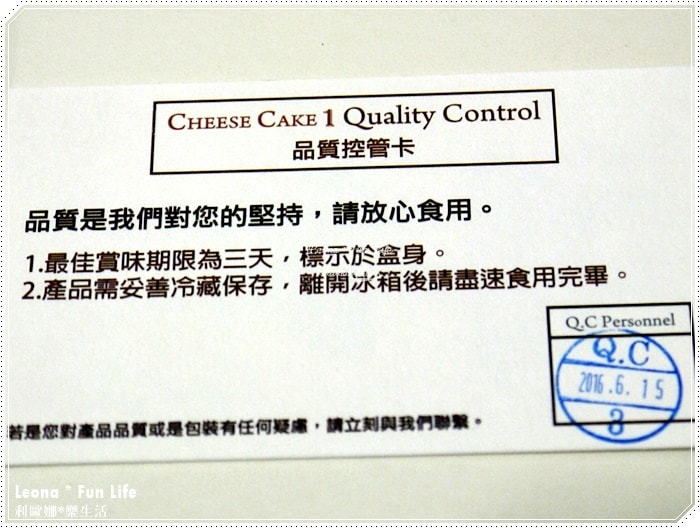 CHEESE CAKE 1 Quality Control
品質控管卡
品質是我們對您的堅持，請放心食用。
1.最佳賞味期限為三天，標示於盒身。
2.產品需妥善冷藏保存，離開冰箱後請盡速食用完畢。
Q.C Personnel
Q.C
2016.6.15
3
若是您對產品品質或是包裝有任何疑慮，請立刻與我們聯繫。
Leona * Fun Life
利歐娜*樂生活